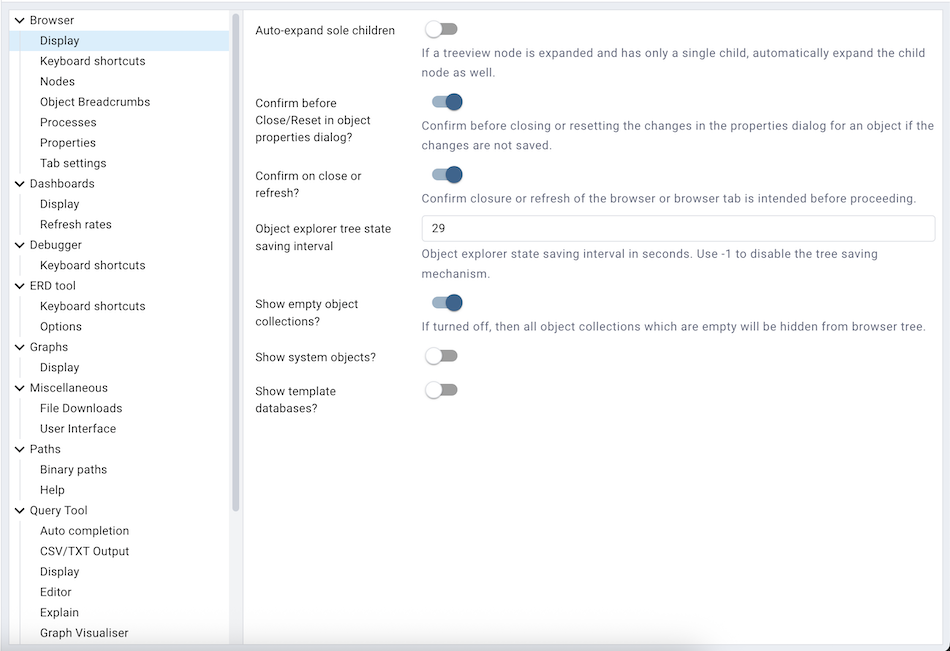 Browser
Display
Keyboard shortcuts
Nodes
Object Breadcrumbs
Processes
Properties
Tab settings
Dashboards
Display
Refresh rates
Debugger
Keyboard shortcuts
ERD tool
Keyboard shortcuts
Options
Graphs
Display
Miscellaneous
File Downloads
User Interface
Paths
Binary paths
Help
Query Tool
Auto completion
CSV/TXT Output
Display
Editor
Explain
Graph Visualiser
Auto-expand sole children
If a treeview node is expanded and has only a single child, automatically expand the child
node as well.
Confirm before
Close/Reset in object
properties dialog?
Confirm before closing or resetting the changes in the properties dialog for an object if the
changes are not saved.
Confirm on close or
refresh?
Confirm closure or refresh of the browser or browser tab is intended before proceeding.
Object explorer tree state
saving interval
29
Object explorer state saving interval in seconds. Use -1 to disable the tree saving
mechanism.
Show empty object
collections?
If turned off, then all object collections which are empty will be hidden from browser tree.
Show system objects?
Show template
databases?